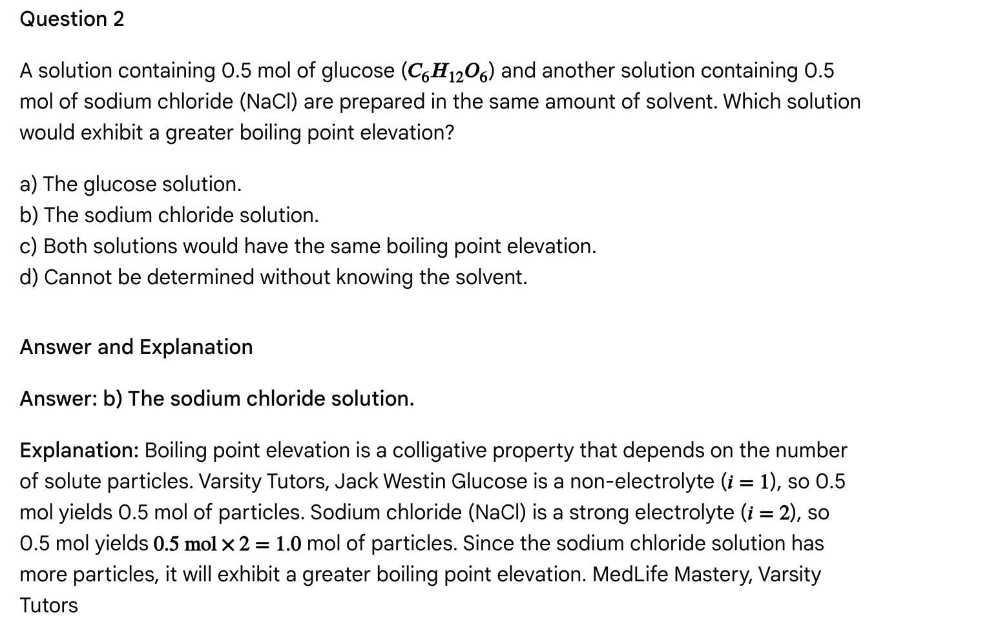 Question 2
A solution containing 0.5 mol of glucose (C₆H₁₂O₆) and another solution containing 0.5
mol of sodium chloride (NaCl) are prepared in the same amount of solvent. Which solution
would exhibit a greater boiling point elevation?
a) The glucose solution.
b) The sodium chloride solution.
c) Both solutions would have the same boiling point elevation.
d) Cannot be determined without knowing the solvent.
Answer and Explanation
Answer: b) The sodium chloride solution.
Explanation: Boiling point elevation is a colligative property that depends on the number
of solute particles. Varsity Tutors, Jack Westin Glucose is a non-electrolyte (i = 1), so 0.5
mol yields 0.5 mol of particles. Sodium chloride (NaCl) is a strong electrolyte (i = 2), so
0.5 mol yields 0.5 mol × 2 = 1.0 mol of particles. Since the sodium chloride solution has
more particles, it will exhibit a greater boiling point elevation. MedLife Mastery, Varsity
Tutors